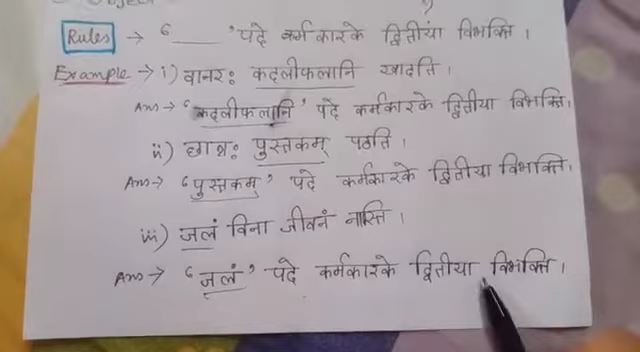 Object
Rules → ‘____’ पदे कर्मकारके द्वितीया विभक्ति ।
Example → i) वानरः कदलीफलानि खादति ।
Ans → ‘कदलीफलानि’ पदे कर्मकारके द्वितीया विभक्ति ।
ii) छात्रः पुस्तकम् पठति ।
Ans → ‘पुस्तकम्’ पदे कर्मकारके द्वितीया विभक्ति ।
iii) जलं विना जीवनं नास्ति ।
Ans → ‘जलं’ पदे कर्मकारके द्वितीया विभक्ति ।